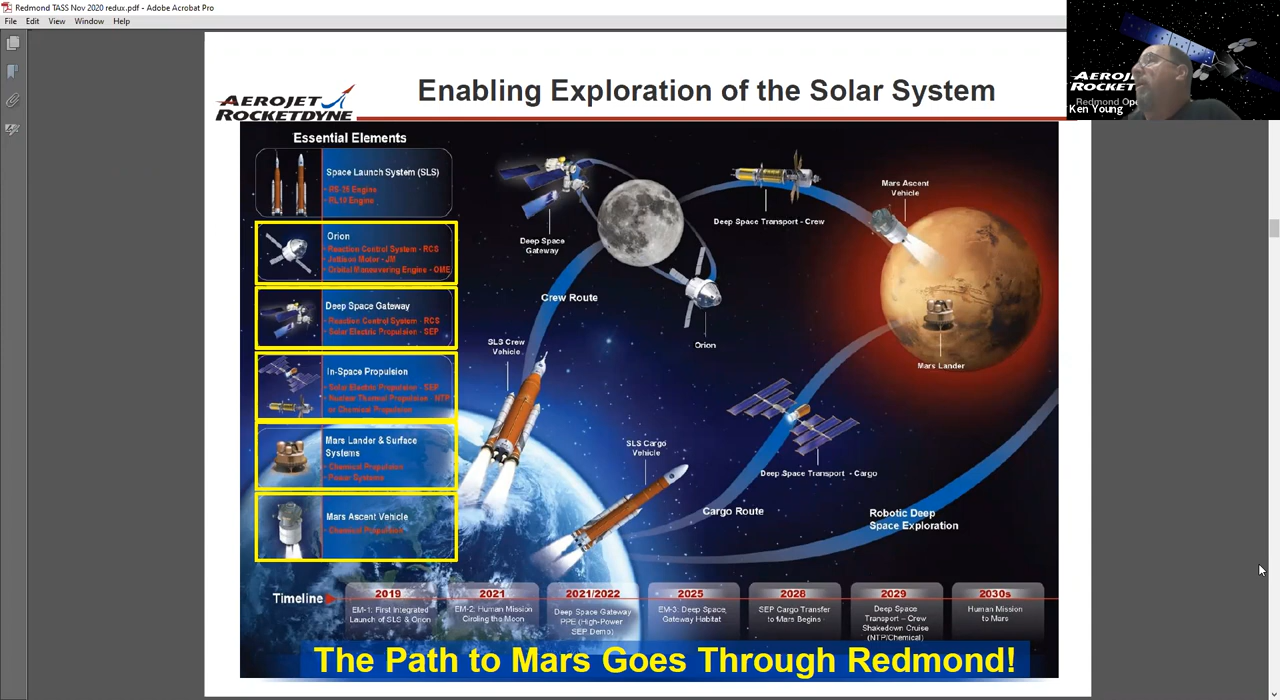 Redmond TASS Nov 2020 redux.pdf - Adobe Acrobat Pro
File Edit View Window Help
AEROJET
ROCKETDYNE
Enabling Exploration of the Solar System
AEROJET
ROCKET
Redmond Op
Ken Young
Essential Elements
Space Launch System (SLS)
• RS-25 Engine
• RL10 Engine
Orion
• Reaction Control System - RCS
• Jettison Motor - JM
• Orbital Maneuvering Engine - OME
Deep Space Gateway
• Reaction Control System - RCS
• Solar Electric Propulsion - SEP
In-Space Propulsion
• Solar Electric Propulsion - SEP
• Nuclear Thermal Propulsion - NTP
or Chemical Propulsion
Mars Lander & Surface
Systems
• Chemical Propulsion
• Power Systems
Mars Ascent Vehicle
• Chemical Propulsion
Deep Space
Gateway
Deep Space Transport - Crew
Mars Ascent
Vehicle
Crew Route
Orion
SLS Crew
Vehicle
Mars Lander
SLS Cargo
Vehicle
Deep Space Transport - Cargo
Cargo Route
Robotic Deep
Space Exploration
Timeline
2019
EM-1: First Integrated
Launch of SLS & Orion
2021
EM-2: Human Mission
Circling the Moon
2021/2022
Deep Space Gateway
PPE (High-Power
SEP Demo)
2025
EM-3: Deep Space,
Gateway Habitat
2028
SEP Cargo Transfer
to Mars Begins
2029
Deep Space
Transport - Crew
Shakedown Cruise
(NTP/Chemical)
2030s
Human Mission
to Mars
The Path to Mars Goes Through Redmond!